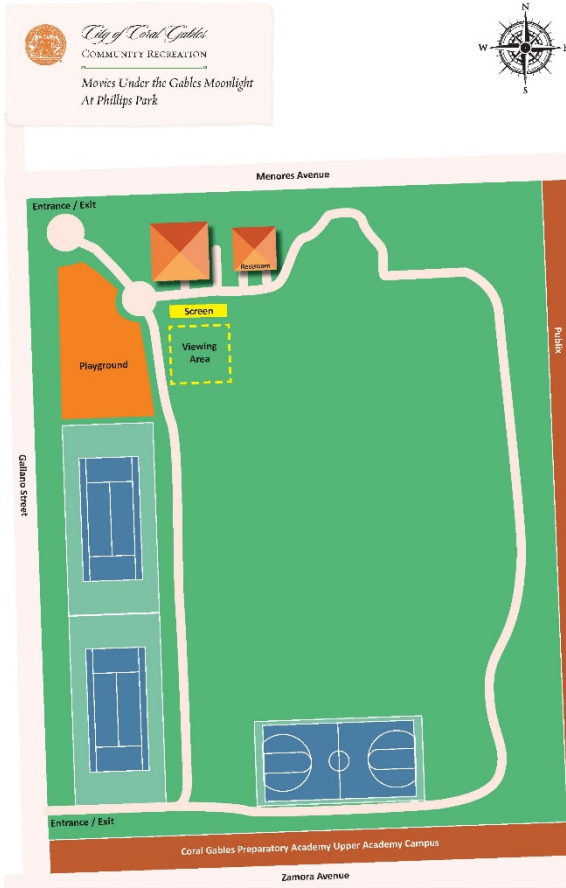 City of Coral Gables
COMMUNITY RECREATION
Movies Under the Gables Moonlight
At Phillips Park
N
W
E
S
Menores Avenue
Entrance / Exit
Restroom
Screen
Viewing
Area
Playground
Publix
Galiano Street
Entrance / Exit
Coral Gables Preparatory Academy Upper Academy Campus
Zamora Avenue